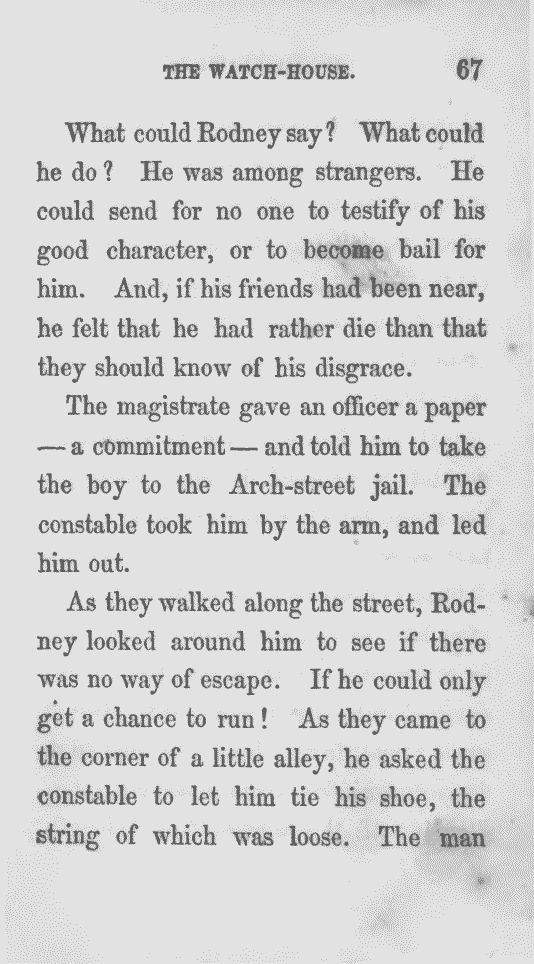 THE WATCH-HOUSE. 67
What could Rodney say? What could
he do? He was among strangers. He
could send for no one to testify of his
good character, or to become bail for
him. And, if his friends had been near,
he felt that he had rather die than that
they should know of his disgrace.
The magistrate gave an officer a paper
— a commitment — and told him to take
the boy to the Arch-street jail. The
constable took him by the arm, and led
him out.
As they walked along the street, Rod-
ney looked around him to see if there
was no way of escape. If he could only
get a chance to run! As they came to
the corner of a little alley, he asked the
constable to let him tie his shoe, the
string of which was loose. The man